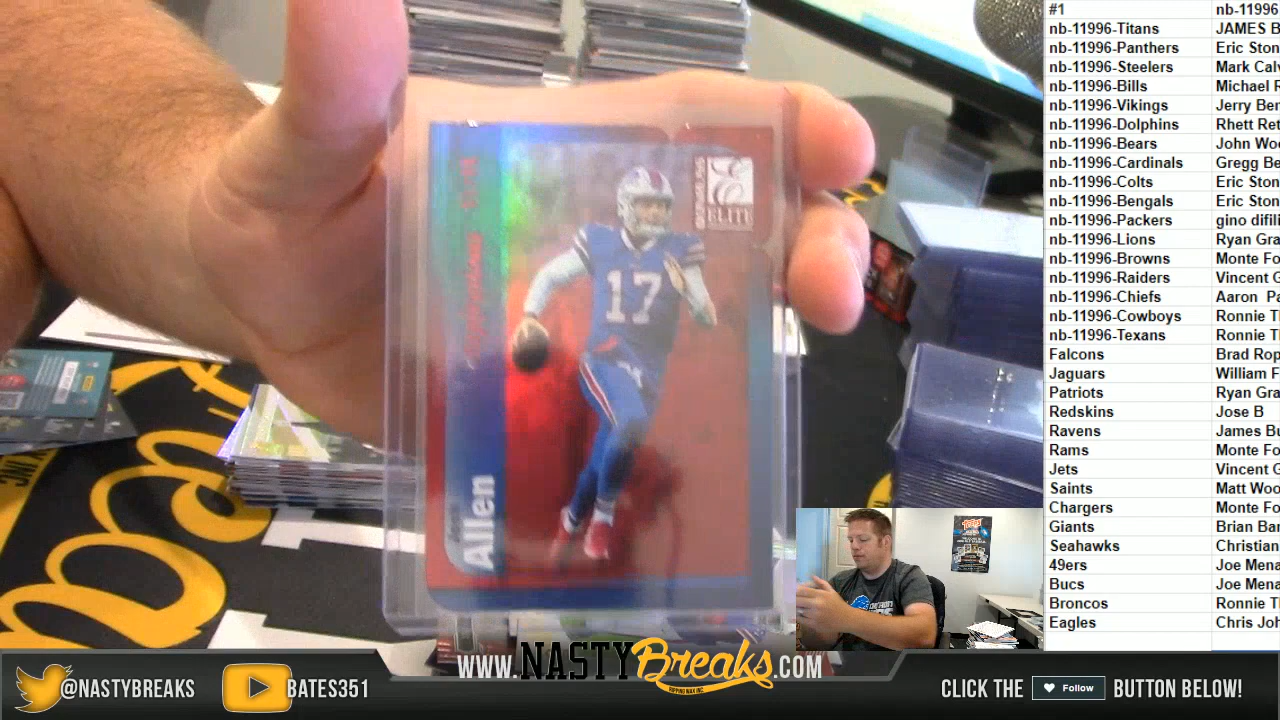 #1 nb-11996
nb-11996-Titans JAMES B
nb-11996-Panthers Eric Ston
nb-11996-Steelers Mark Calv
nb-11996-Bills Michael R
nb-11996-Vikings Jerry Ber
nb-11996-Dolphins Rhett Ret
nb-11996-Bears John Woo
nb-11996-Cardinals Gregg Be
nb-11996-Colts Eric Ston
nb-11996-Bengals Eric Ston
nb-11996-Packers gino difili
nb-11996-Lions Ryan Gra
nb-11996-Browns Monte Fo
nb-11996-Raiders Vincent G
nb-11996-Chiefs Aaron Pa
nb-11996-Cowboys Ronnie T
nb-11996-Texans Ronnie T
Falcons Brad Rop
Jaguars William F
Patriots Ryan Gra
Redskins Jose B
Ravens James Bu
Rams Monte Fo
Jets Vincent G
Saints Matt Woo
Chargers Monte Fo
Giants Brian Bar
Seahawks Christian
49ers Joe Mena
Bucs Joe Mena
Broncos Ronnie T
Eagles Chris Joh
DONRUSS
ELITE
17
Allen
WWW.NASTYBreaks.COM
RIPPING WAX INC.
@NASTYBREAKS
BATES351
CLICK THE Follow BUTTON BELOW!